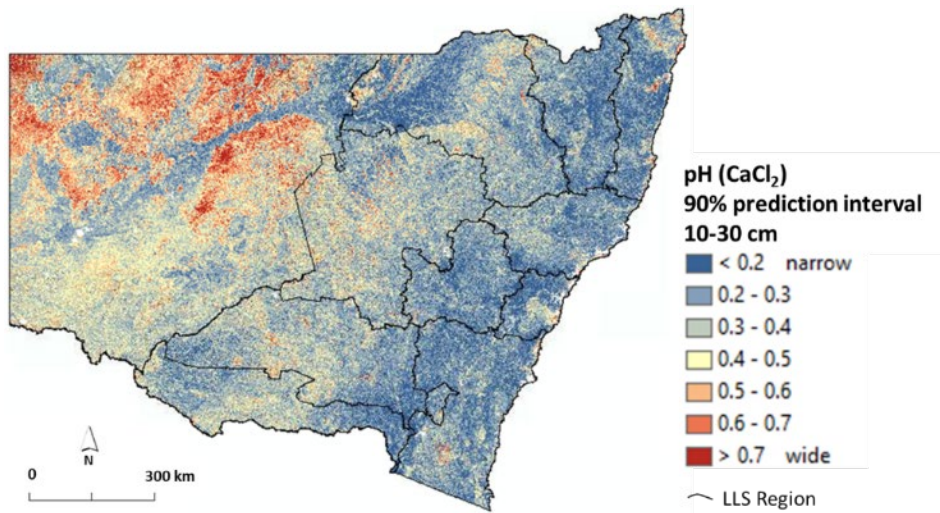 pH (CaCl₂)
90% prediction interval
10-30 cm
< 0.2 narrow
0.2 - 0.3
0.3 - 0.4
0.4 - 0.5
0.5 - 0.6
0.6 - 0.7
> 0.7 wide
LLS Region
N
0 300 km